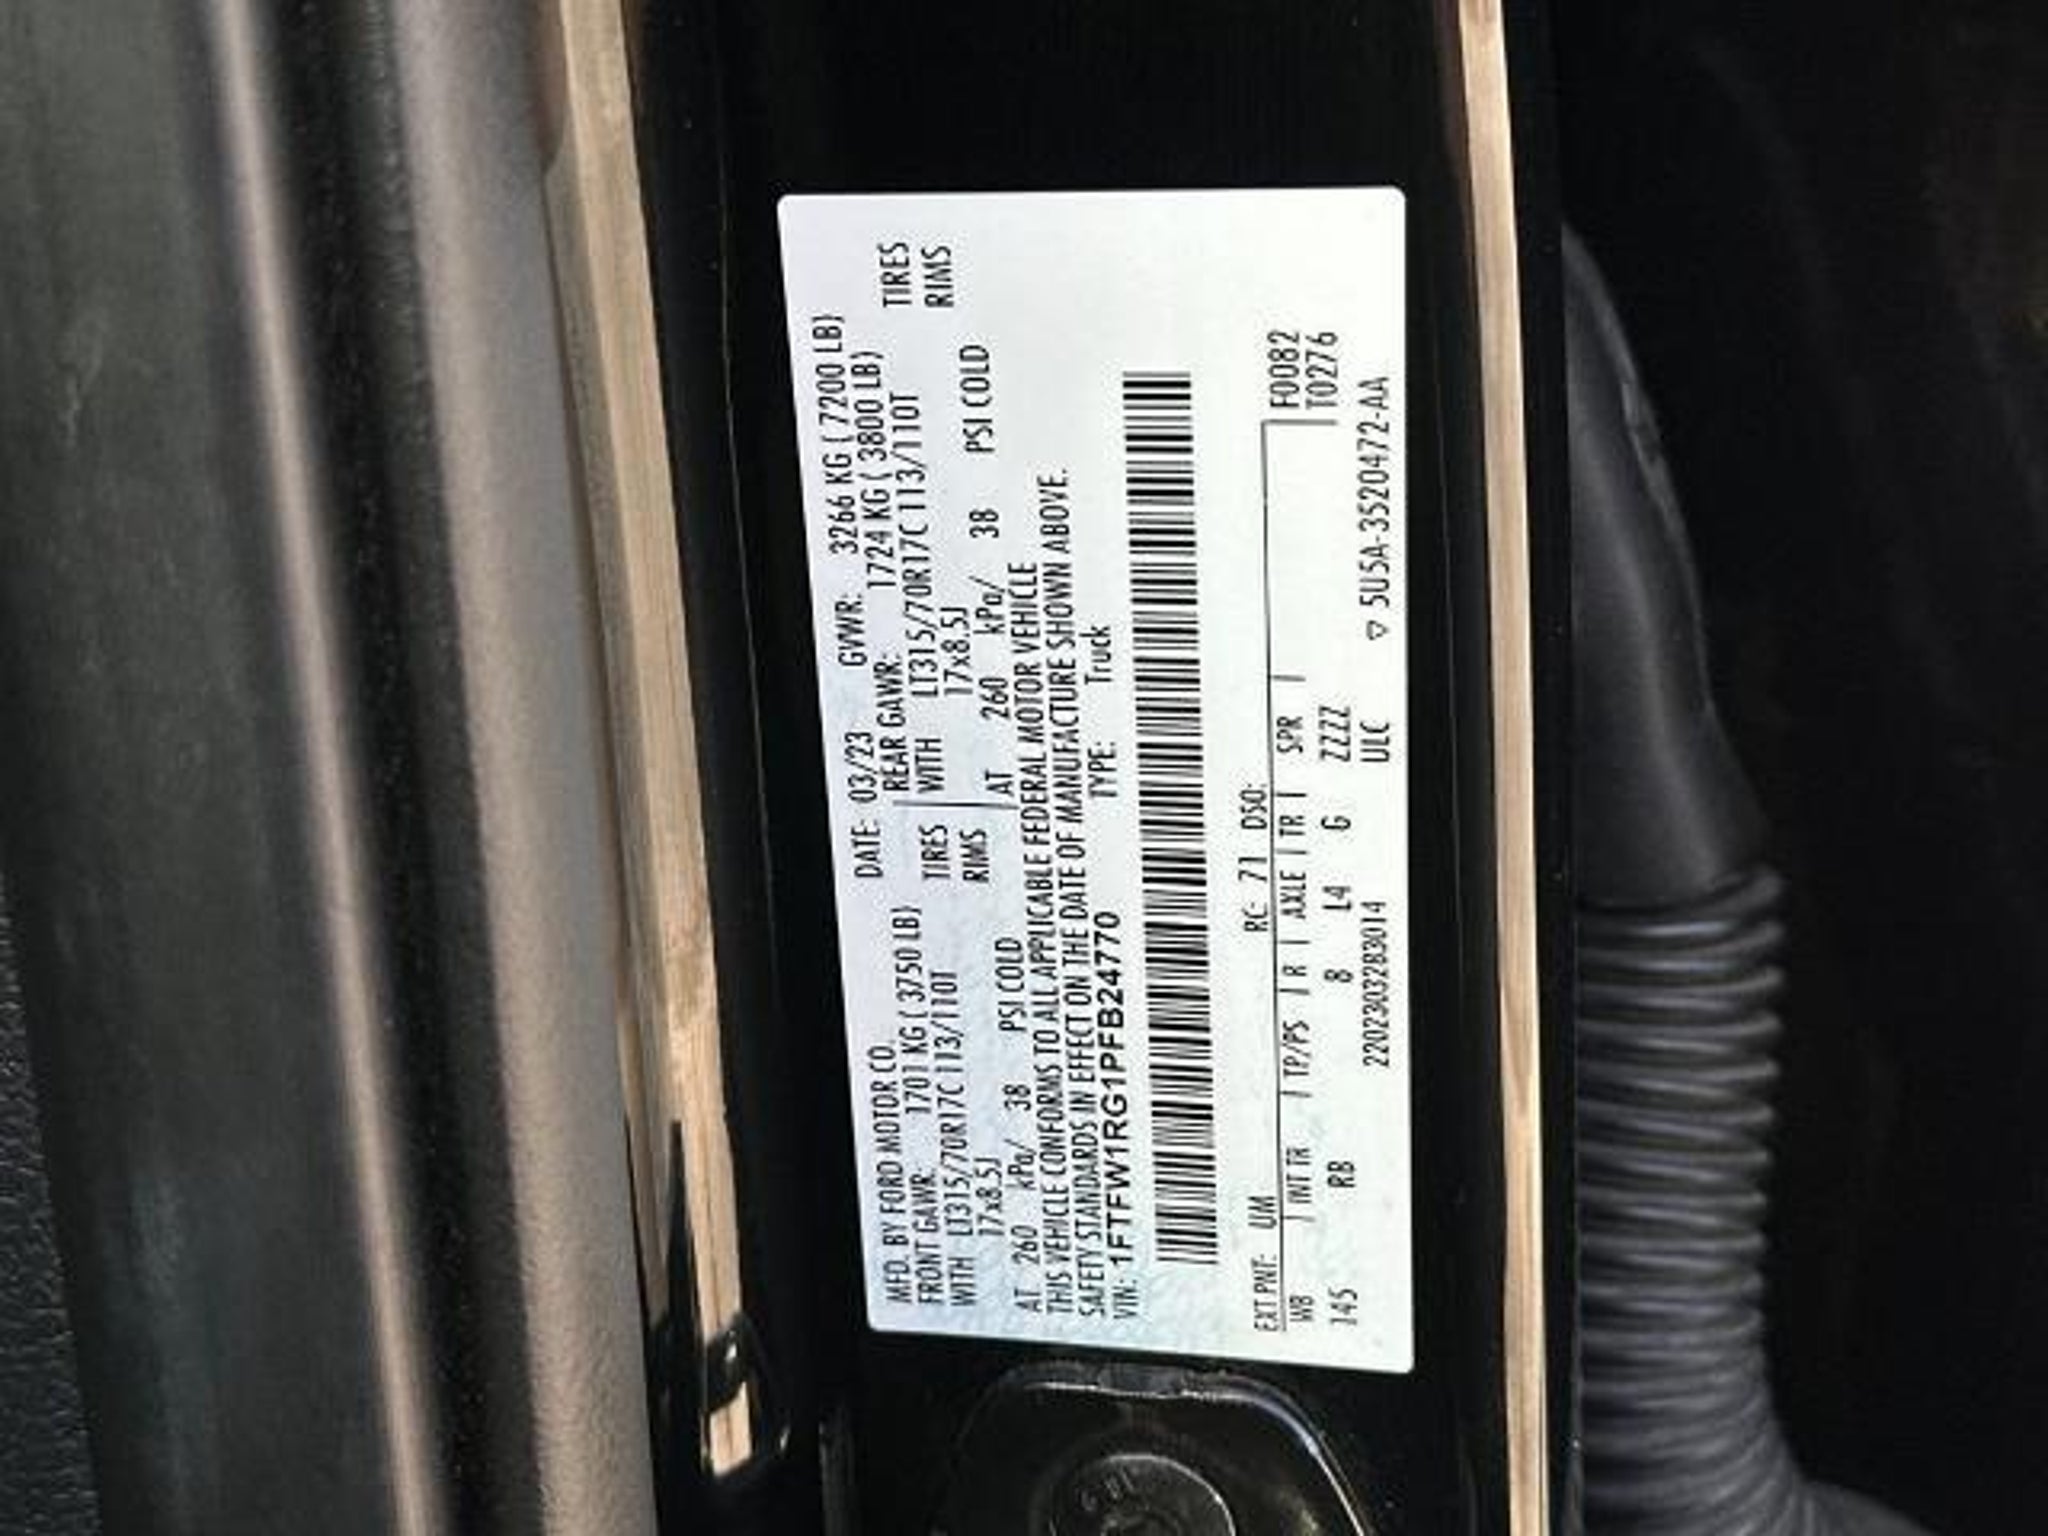 MFD. BY FORD MOTOR CO. DATE: 03/23 GVWR: 3266 KG ( 7200 LB)
FRONT GAWR: 1701 KG ( 3750 LB) REAR GAWR: 1724 KG ( 3800 LB)
WITH LT315/70R17C 113/110T TIRES WITH LT315/70R17C 113/110T TIRES
17x8.5J RIMS 17x8.5J RIMS
AT 260 kPa/ 38 PSI COLD AT 260 kPa/ 38 PSI COLD
THIS VEHICLE CONFORMS TO ALL APPLICABLE FEDERAL MOTOR VEHICLE
SAFETY STANDARDS IN EFFECT ON THE DATE OF MANUFACTURE SHOWN ABOVE.
VIN: 1FTFW1RG1PFB24770 TYPE: Truck
EXT PNT: UM RC: 71 DSO: F0082
WB | INT TR | TP/PS | R | AXLE | TR | SPR | T0276
145 RB 8 L4 G ZZZZ
2202303283014 ULC ▽ 5U5A-3520472-AA